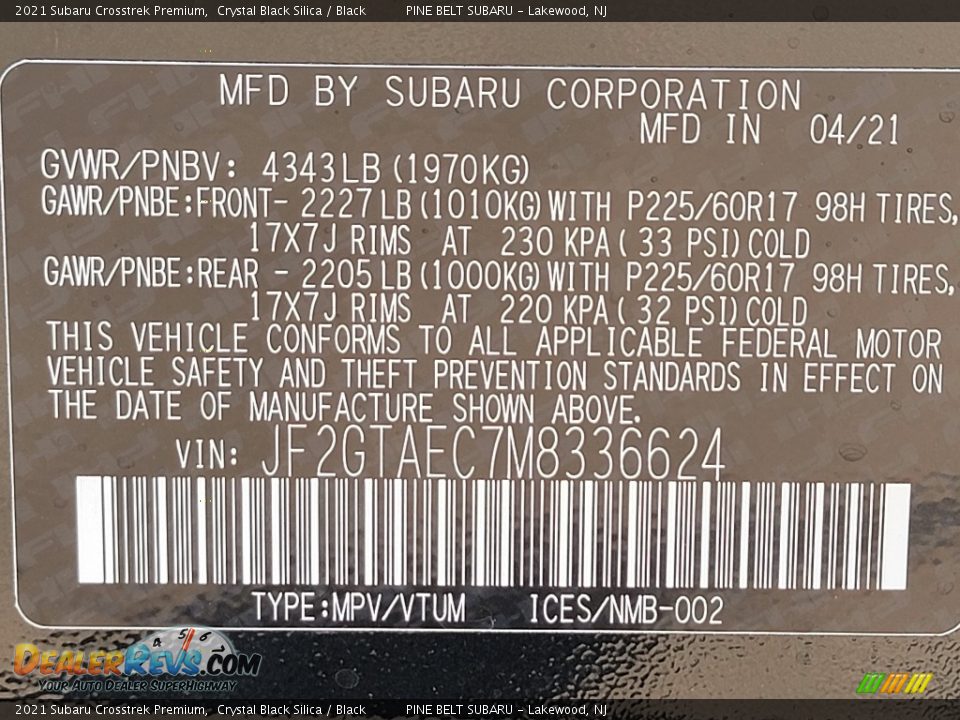 2021 Subaru Crosstrek Premium,  Crystal Black Silica / Black  PINE BELT SUBARU - Lakewood, NJ
MFD BY SUBARU CORPORATION
MFD IN 04/21
GVWR/PNBV: 4343LB (1970KG)
GAWR/PNBE:FRONT- 2227LB(1010KG)WITH P225/60R17 98H TIRES,
17X7J RIMS AT 230 KPA( 33 PSI)COLD
GAWR/PNBE:REAR - 2205LB(1000KG)WITH P225/60R17 98H TIRES,
17X7J RIMS AT 220 KPA( 32 PSI)COLD
THIS VEHICLE CONFORMS TO ALL APPLICABLE FEDERAL MOTOR
VEHICLE SAFETY AND THEFT PREVENTION STANDARDS IN EFFECT ON
THE DATE OF MANUFACTURE SHOWN ABOVE.
VIN: JF2GTAEC7M8336624
TYPE:MPV/VTUM ICES/NMB-002
4 5 6
DEALERREVS.COM
YOUR AUTO DEALER SUPERHIGHWAY
2021 Subaru Crosstrek Premium,  Crystal Black Silica / Black  PINE BELT SUBARU - Lakewood, NJ